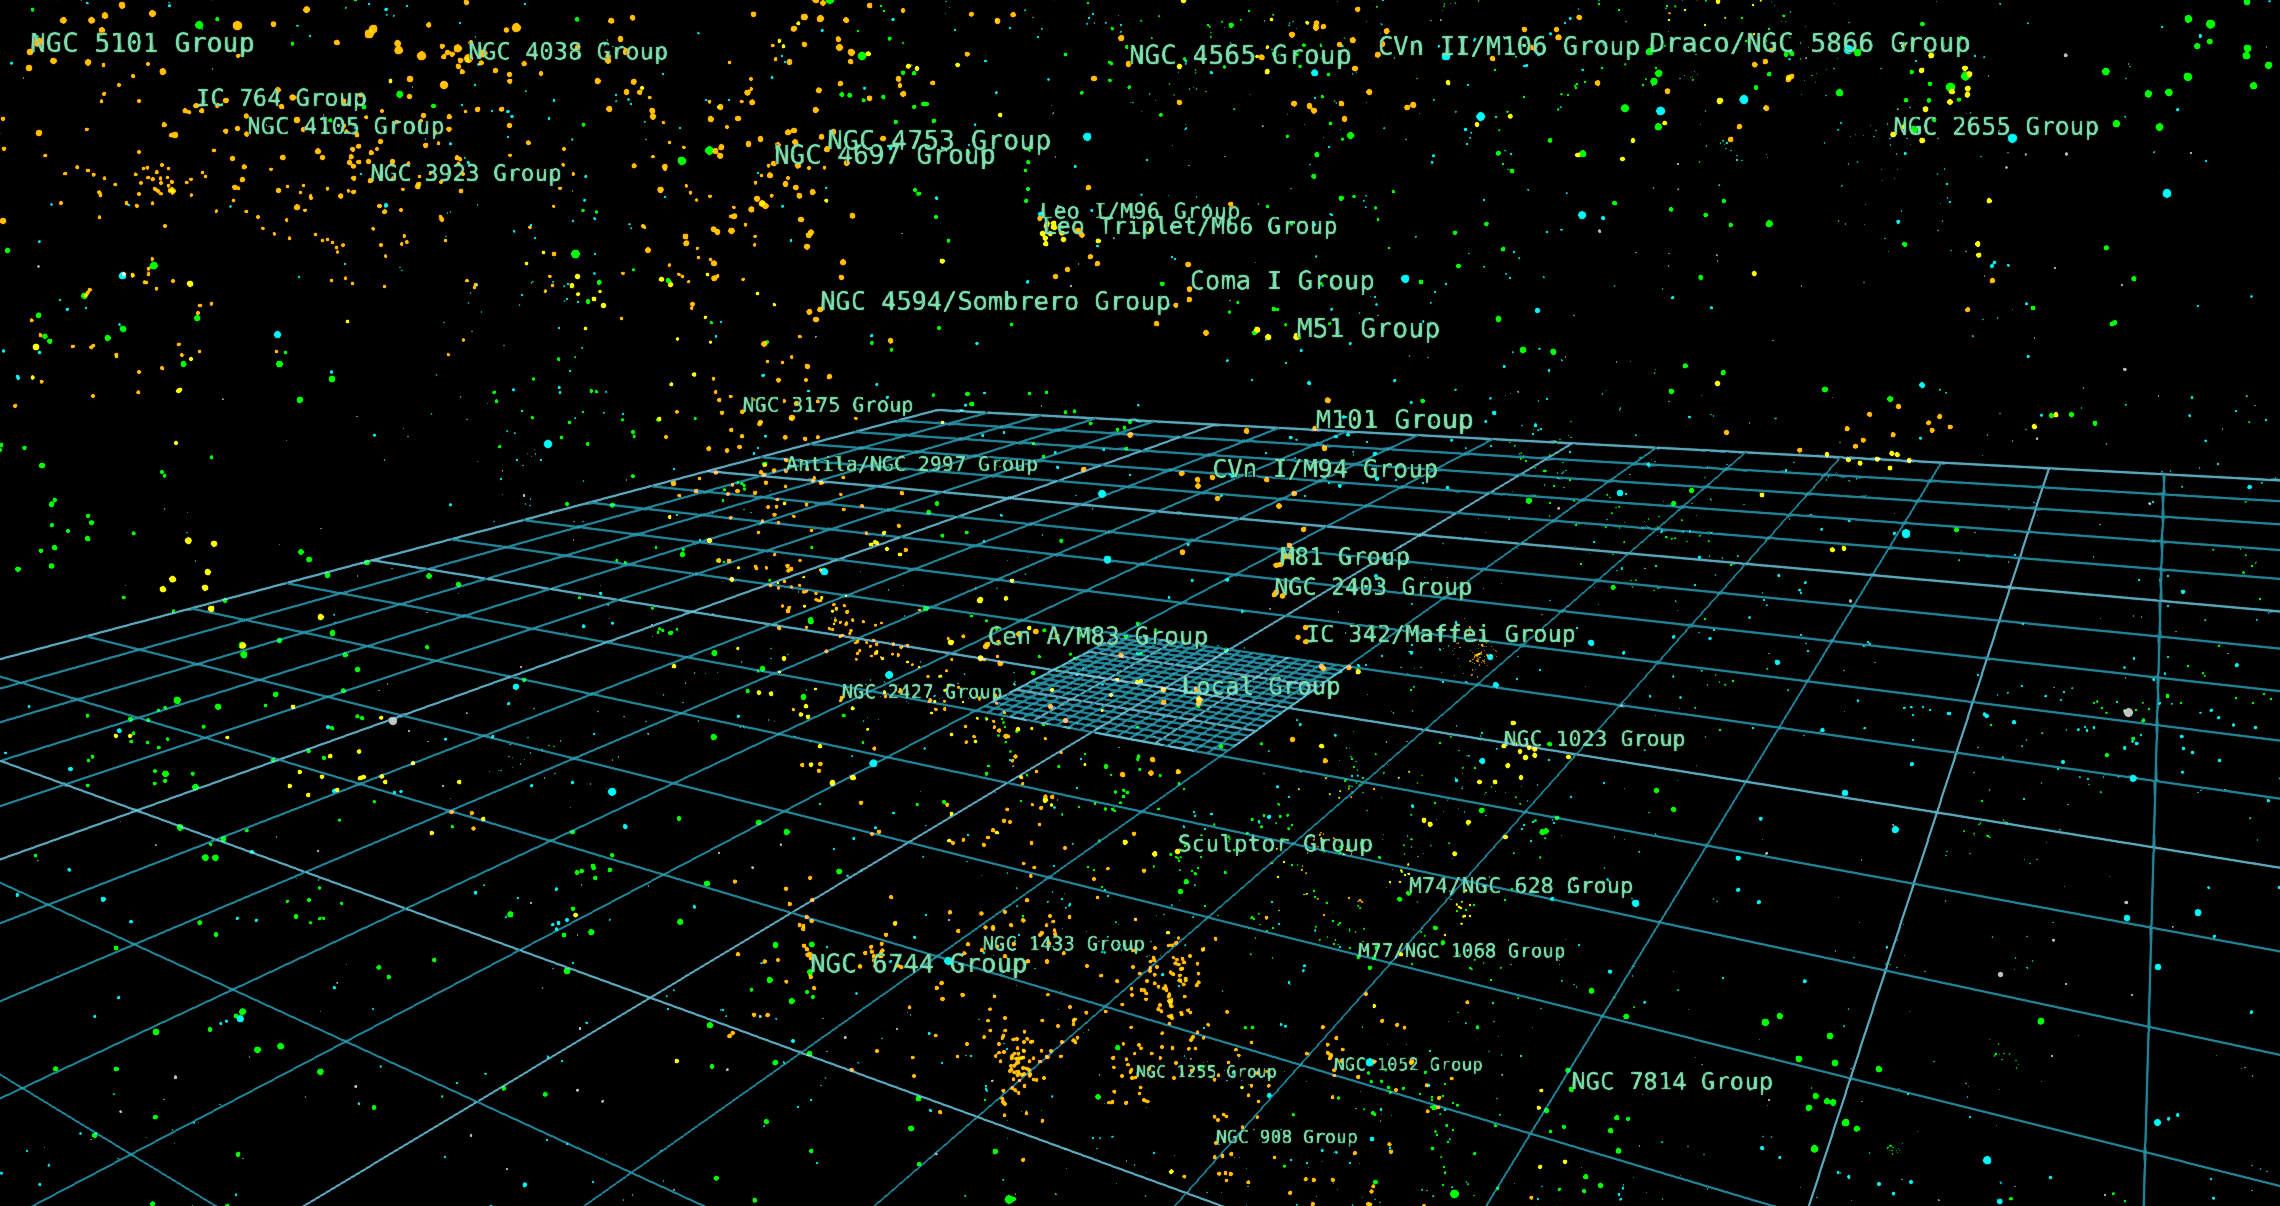 NGC 5101 Group
NGC 4038 Group
NGC 4565 Group
CVn II/M106 Group
Draco/NGC 5866 Group
IC 764 Group
NGC 4105 Group
NGC 2655 Group
NGC 4753 Group
NGC 4697 Group
NGC 3923 Group
Leo I/M96 Group
Leo Triplet/M66 Group
Coma I Group
NGC 4594/Sombrero Group
M51 Group
NGC 3175 Group
M101 Group
Antila/NGC 2997 Group
CVn I/M94 Group
M81 Group
NGC 2403 Group
Cen A/M83 Group
IC 342/Maffei Group
NGC 2427 Group
Local Group
NGC 1023 Group
Sculptor Group
M74/NGC 628 Group
NGC 1433 Group
M77/NGC 1068 Group
NGC 6744 Group
NGC 1255 Group
NGC 1052 Group
NGC 7814 Group
NGC 908 Group